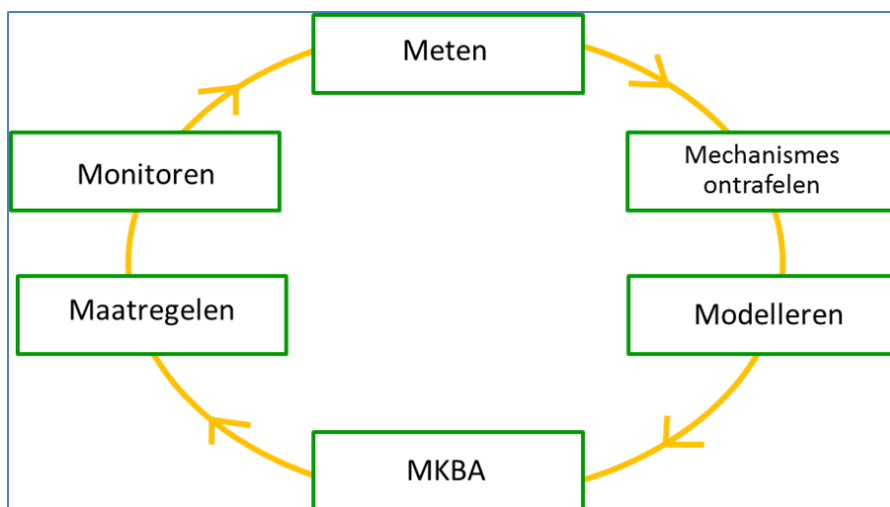 Meten
Mechanismes
ontrafelen
Modelleren
MKBA
Maatregelen
Monitoren